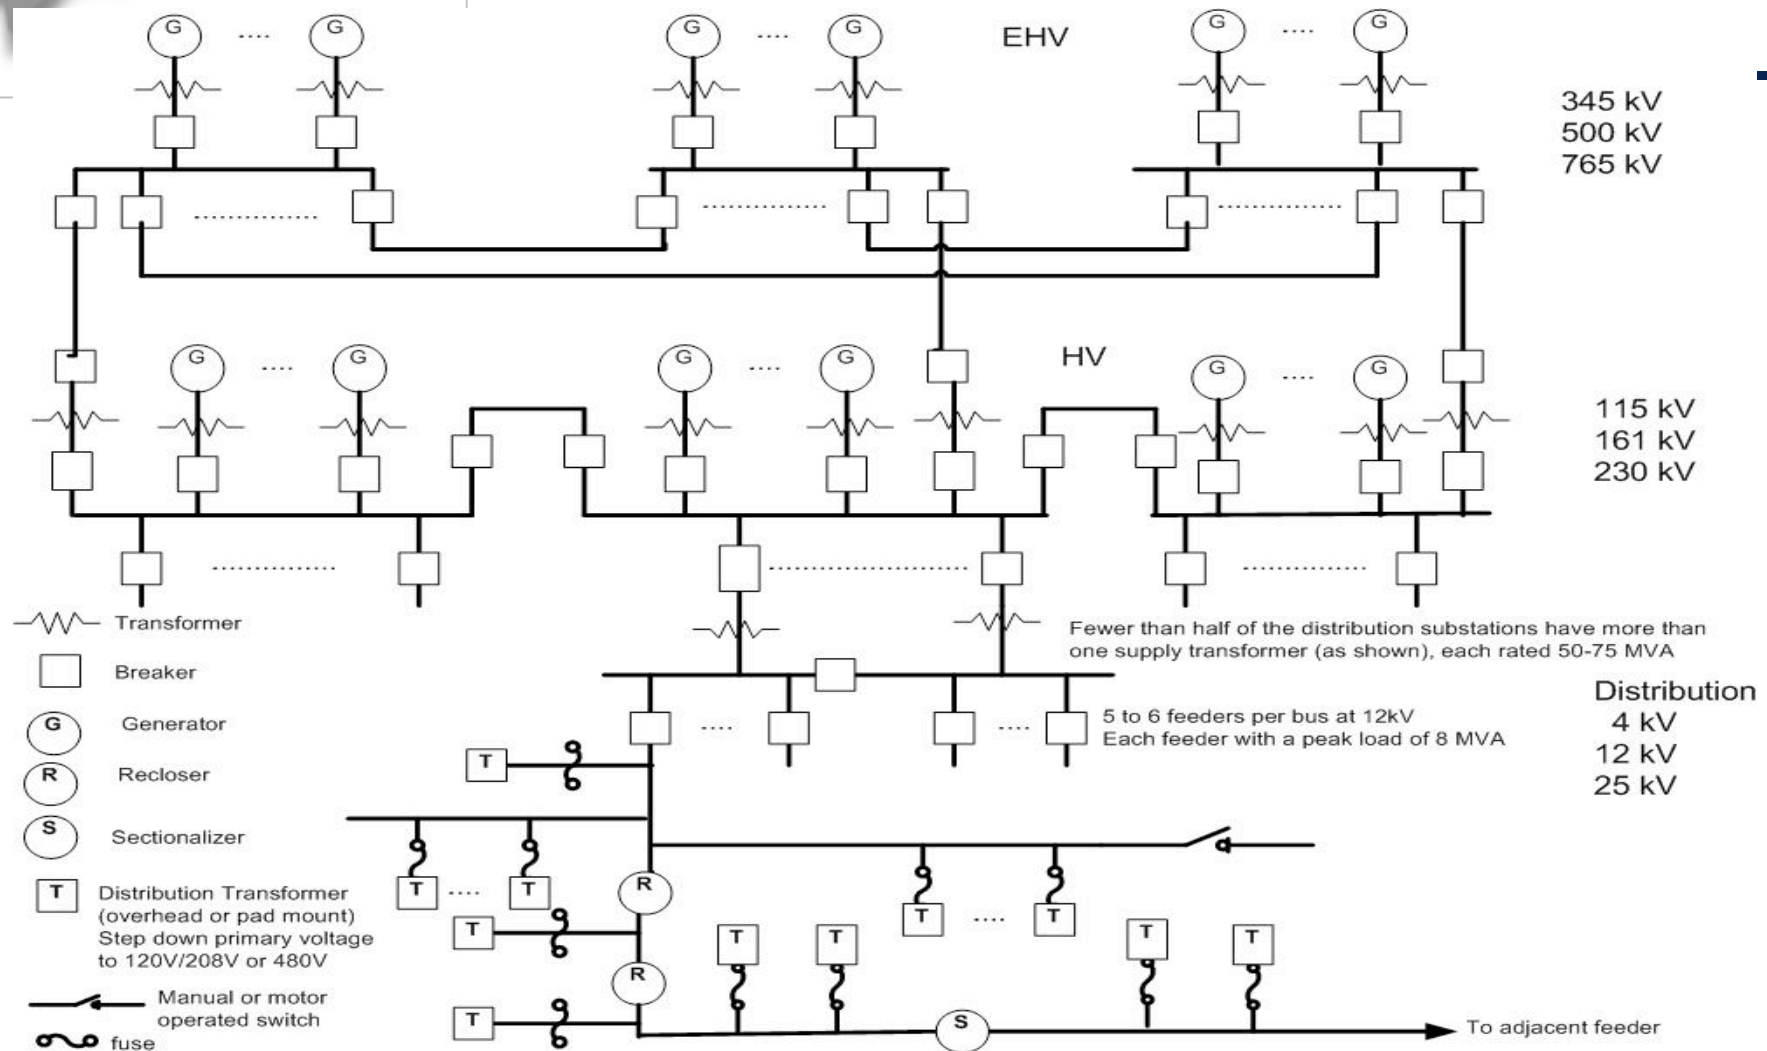 G .... G
G .... G
EHV
G .... G
345 kV
500 kV
765 kV
G .... G
G .... G
HV
G .... G
115 kV
161 kV
230 kV
Transformer
Breaker
G Generator
R Recloser
S Sectionalizer
T Distribution Transformer
(overhead or pad mount)
Step down primary voltage
to 120V/208V or 480V
Manual or motor
operated switch
fuse
Fewer than half of the distribution substations have more than
one supply transformer (as shown), each rated 50-75 MVA
Distribution
4 kV
12 kV
25 kV
5 to 6 feeders per bus at 12kV
Each feeder with a peak load of 8 MVA
T
T .... T
R
T .... T
T
T
T
T
T
R
T
S
To adjacent feeder